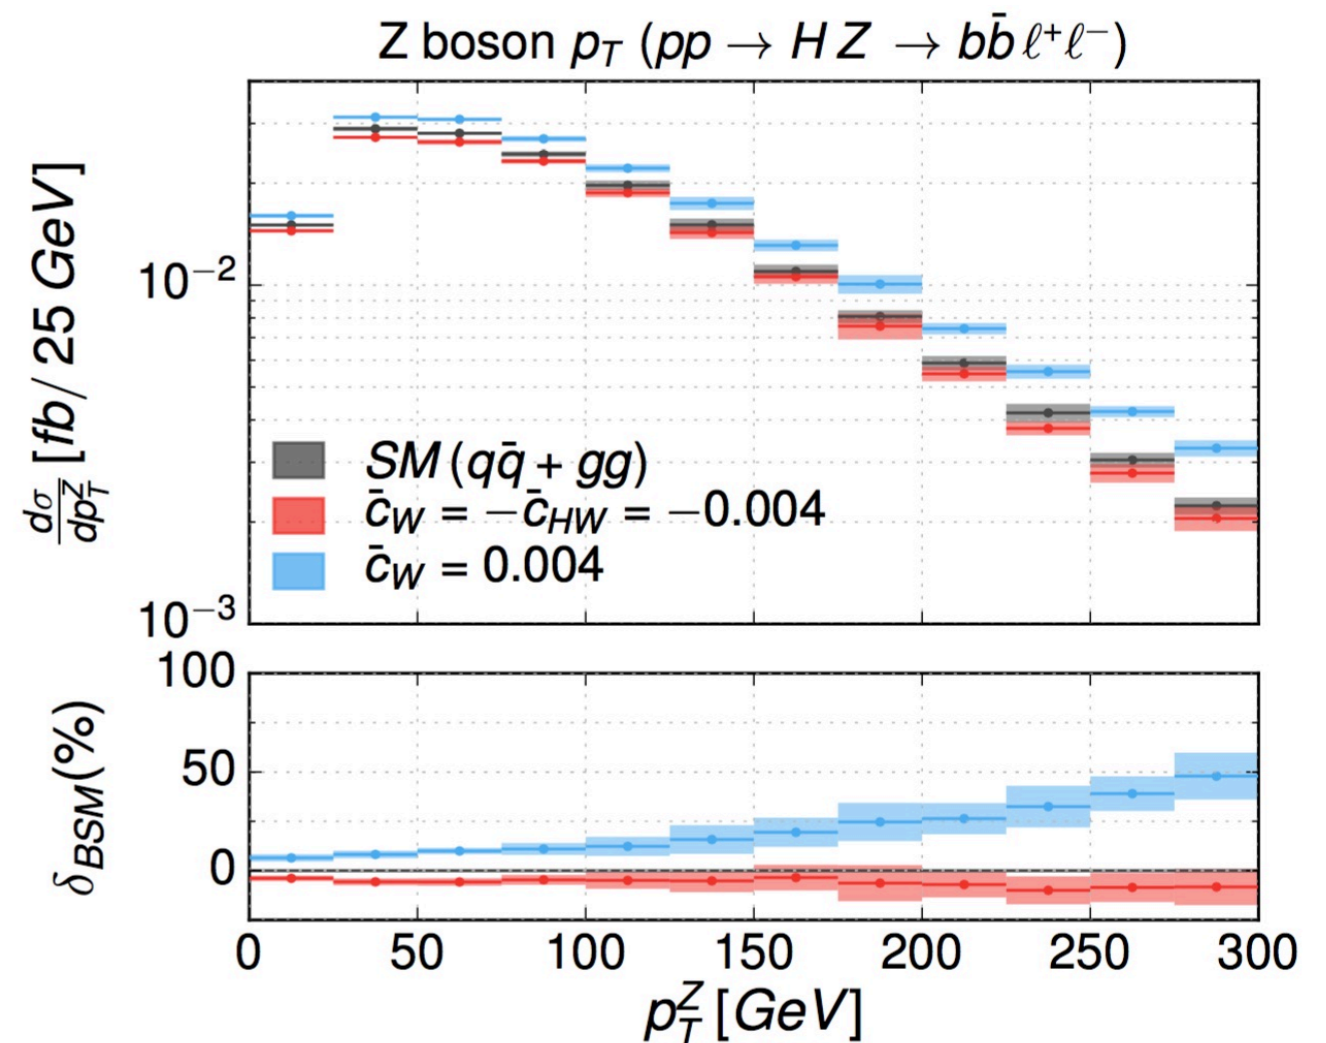 Z boson p_T (pp → H Z → b b̄ ℓ⁺ℓ⁻)
dσ/dp_T^Z [fb/ 25 GeV]
10⁻²
10⁻³
SM (qq̄ + gg)
c̄_W = −c̄_HW = −0.004
c̄_W = 0.004
δ_BSM(%)
100
50
0
0 50 100 150 200 250 300
p_T^Z [GeV]